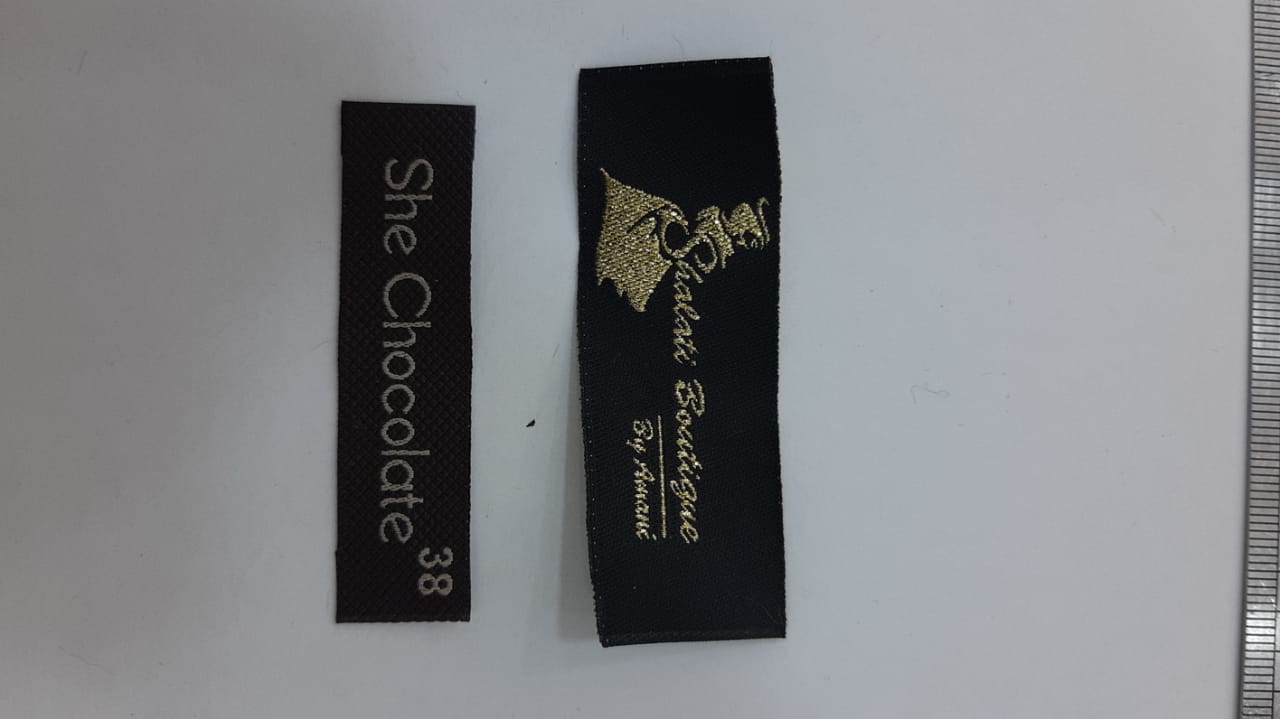 She Chocolate
38
Shalati Boutique
By Amani